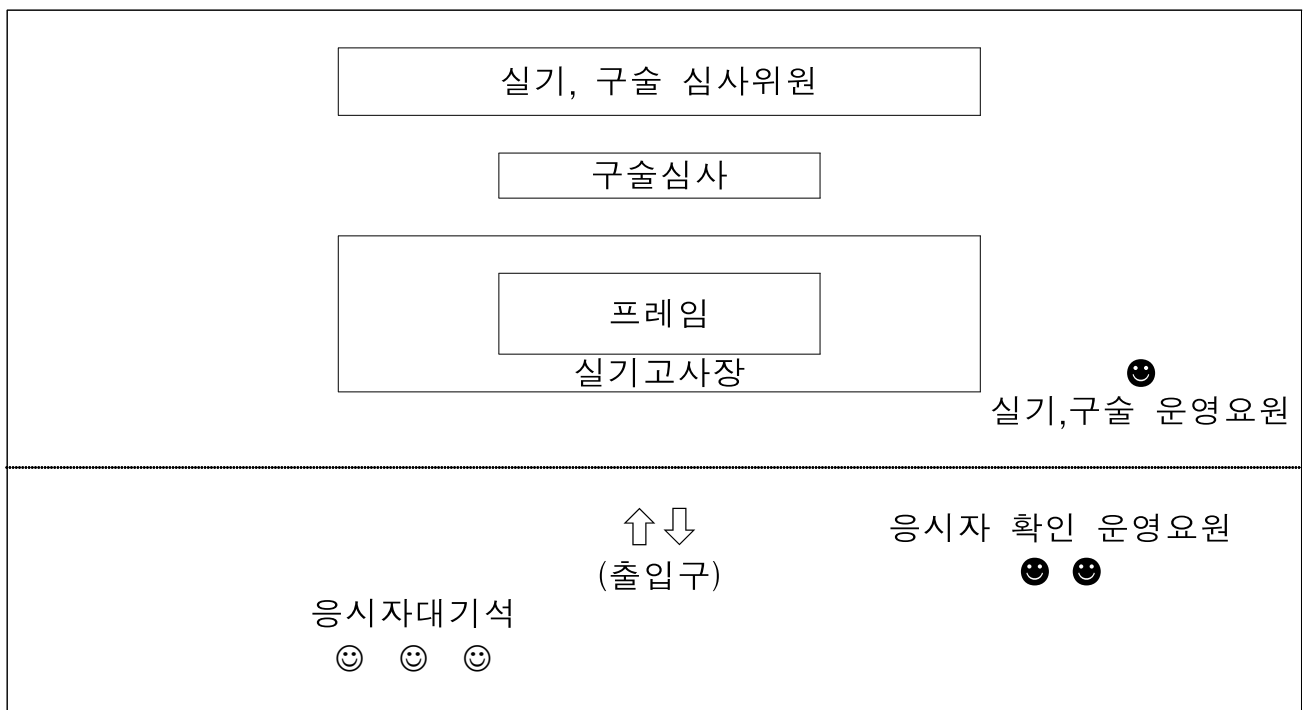 실기, 구술 심사위원
구술심사
프레임
실기고사장
실기,구술 운영요원
응시자 확인 운영요원
(출입구)
응시자대기석